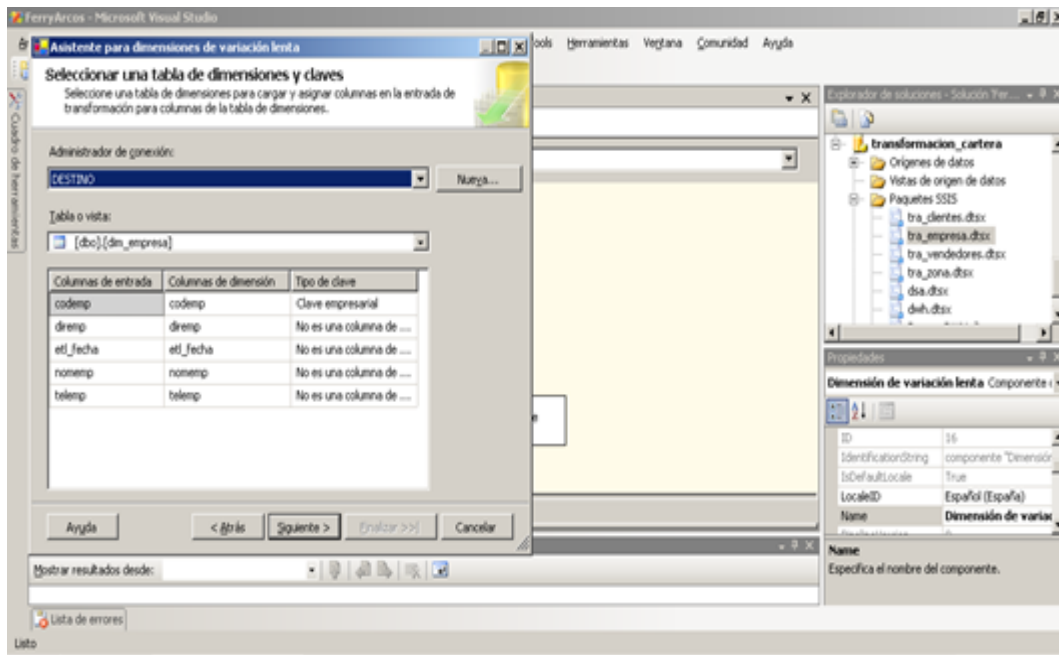 FerryArcos - Microsoft Visual Studio
Tools Herramientas Ventana Comunidad Ayuda
Asistente para dimensiones de variación lenta
Seleccionar una tabla de dimensiones y claves
Seleccione una tabla de dimensiones para cargar y asignar columnas en la entrada de
transformación para columnas de la tabla de dimensiones.
Administrador de conexión:
DESTINO
Nueva...
Tabla o vista:
[dbo].[dm_empresa]
Columnas de entrada Columnas de dimensión Tipo de clave
codemp codemp Clave empresarial
diremp diremp No es una columna de ....
etl_fecha etl_fecha No es una columna de ....
nomemp nomemp No es una columna de ....
telemp telemp No es una columna de ....
Ayuda < Atrás Siguiente > Finalizar >>| Cancelar
Cuadro de herramientas
Explorador de soluciones - Solución 'Fer...
transformacion_cartera
Orígenes de datos
Vistas de origen de datos
Paquetes SSIS
tra_clientes.dtsx
tra_empresa.dtsx
tra_vendedores.dtsx
tra_zona.dtsx
dsa.dtsx
dwh.dtsx
Propiedades
Dimensión de variación lenta Componente
ID 16
IdentificationString componente "Dimensión
IsDefaultLocale True
LocaleID Español (España)
Name Dimensión de variac
Name
Especifica el nombre del componente.
Mostrar resultados desde:
Lista de errores
Listo